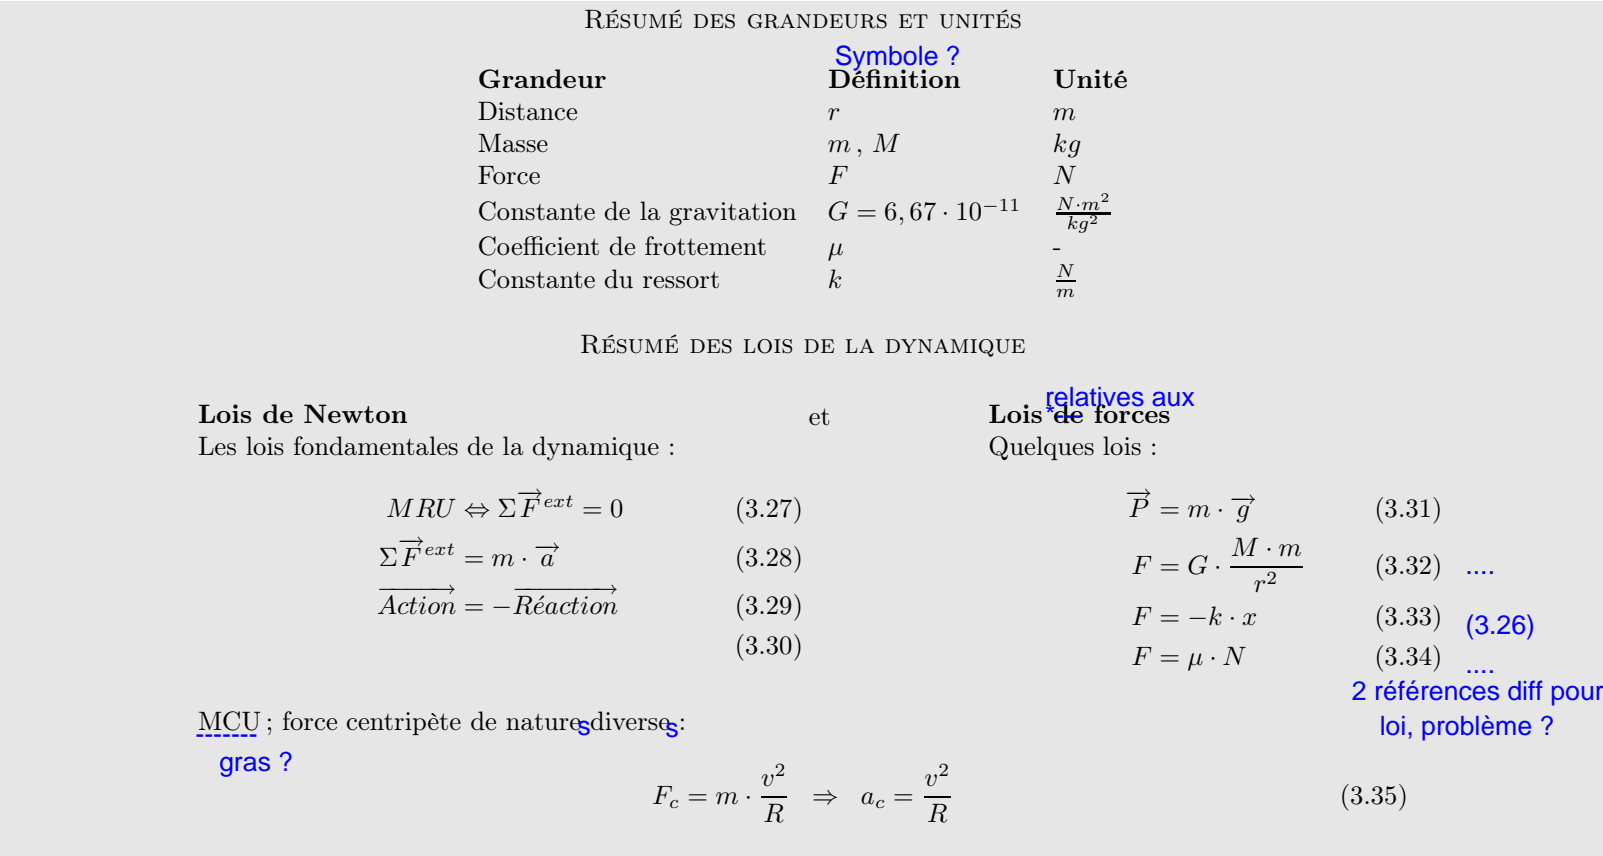 RÉSUMÉ DES GRANDEURS ET UNITÉS
Symbole ?
Grandeur Définition Unité
Distance r m
Masse m , M kg
Force F N
Constante de la gravitation G = 6, 67 · 10⁻¹¹ N·m²/kg²
Coefficient de frottement μ -
Constante du ressort k N/m
RÉSUMÉ DES LOIS DE LA DYNAMIQUE
relatives aux
Lois de Newton et Lois *de forces
Les lois fondamentales de la dynamique : Quelques lois :
MRU ⇔ ΣF⃗ᵉˣᵗ = 0 (3.27) P⃗ = m · g⃗ (3.31)
ΣF⃗ᵉˣᵗ = m · a⃗ (3.28) F = G · M · m / r² (3.32) ....
Action⃗ = −Réaction⃗ (3.29) F = −k · x (3.33) (3.26)
(3.30) F = μ · N (3.34) ....
2 références diff pour
loi, problème ?
MCU ; force centripète de natures diverses :
gras ?
F_c = m · v²/R ⇒ a_c = v²/R (3.35)